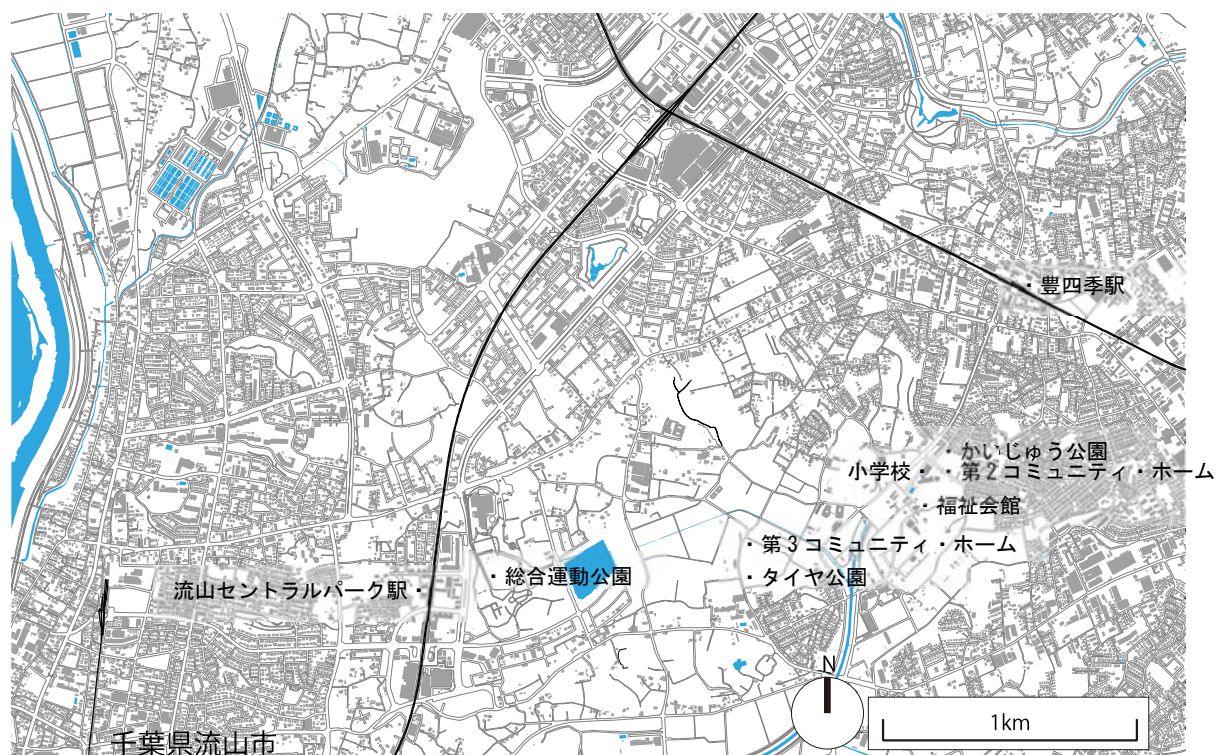 ・豊四季駅
・かいじゅう公園
小学校・ ・第2コミュニティ・ホーム
・福祉会館
・第3コミュニティ・ホーム
・総合運動公園
・タイヤ公園
流山セントラルパーク駅・
N
1km
千葉県流山市